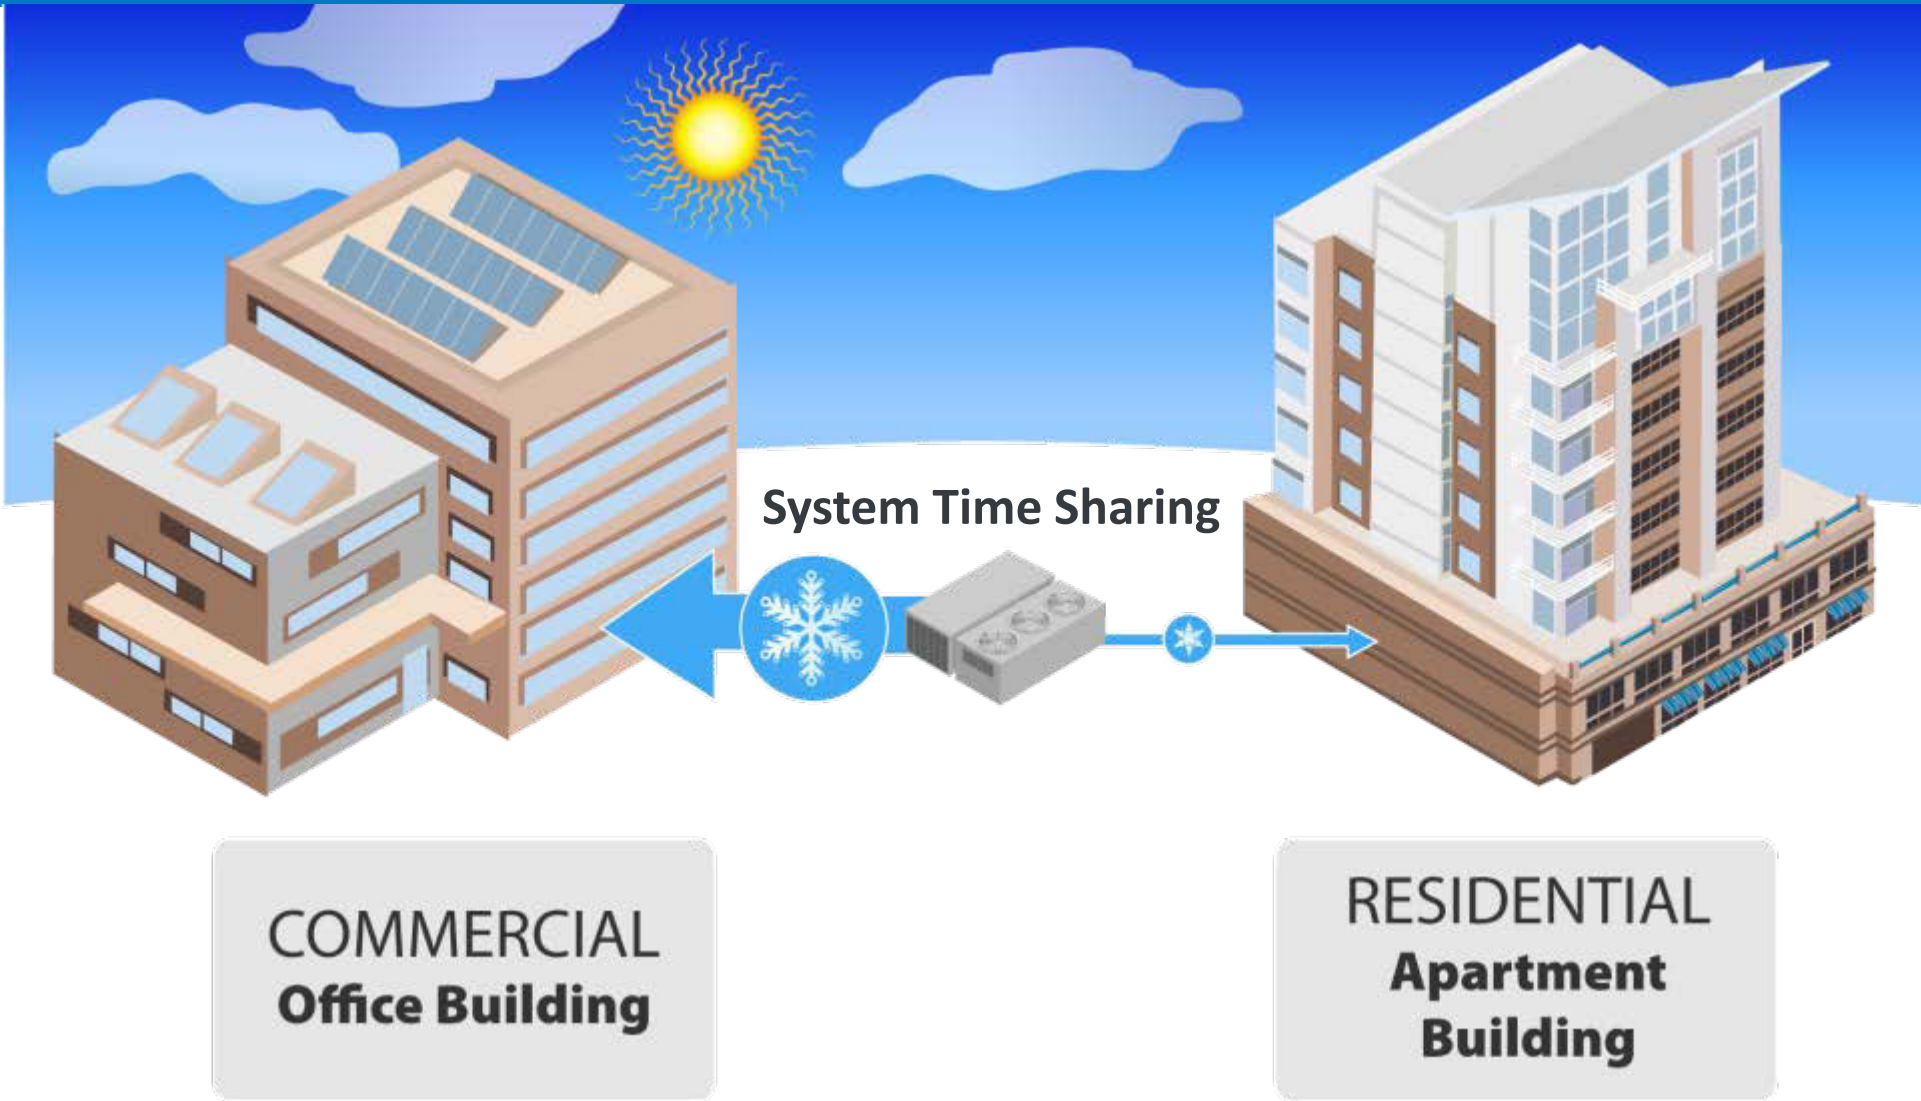 System Time Sharing
COMMERCIAL
Office Building
RESIDENTIAL
Apartment
Building